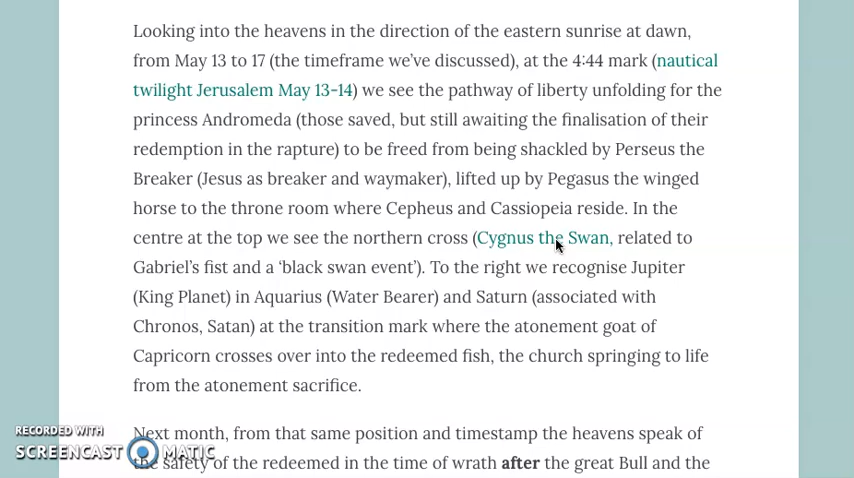 Looking into the heavens in the direction of the eastern sunrise at dawn,
from May 13 to 17 (the timeframe we’ve discussed), at the 4:44 mark (nautical
twilight Jerusalem May 13-14) we see the pathway of liberty unfolding for the
princess Andromeda (those saved, but still awaiting the finalisation of their
redemption in the rapture) to be freed from being shackled by Perseus the
Breaker (Jesus as breaker and waymaker), lifted up by Pegasus the winged
horse to the throne room where Cepheus and Cassiopeia reside. In the
centre at the top we see the northern cross (Cygnus the Swan, related to
Gabriel’s fist and a ‘black swan event’). To the right we recognise Jupiter
(King Planet) in Aquarius (Water Bearer) and Saturn (associated with
Chronos, Satan) at the transition mark where the atonement goat of
Capricorn crosses over into the redeemed fish, the church springing to life
from the atonement sacrifice.
Next month, from that same position and timestamp the heavens speak of
the safety of the redeemed in the time of wrath after the great Bull and the
RECORDED WITH
SCREENCAST MATIC